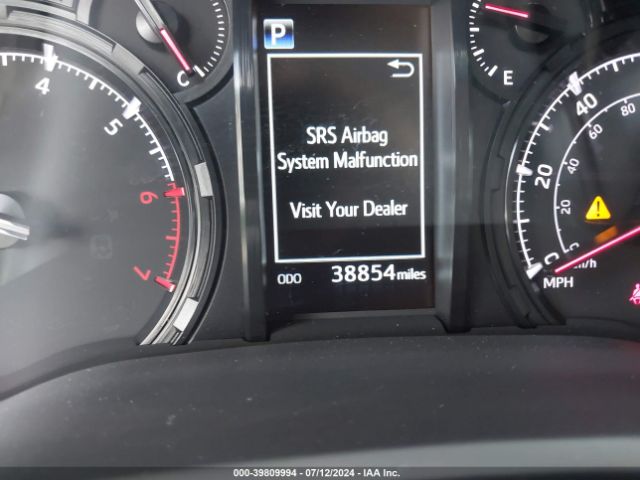 P
SRS Airbag
System Malfunction
Visit Your Dealer
ODO 38854 miles
4
5
6
7
C
E
40
20
0
80
60
40
20
MPH
000-39809994 - 07/12/2024 - IAA Inc.